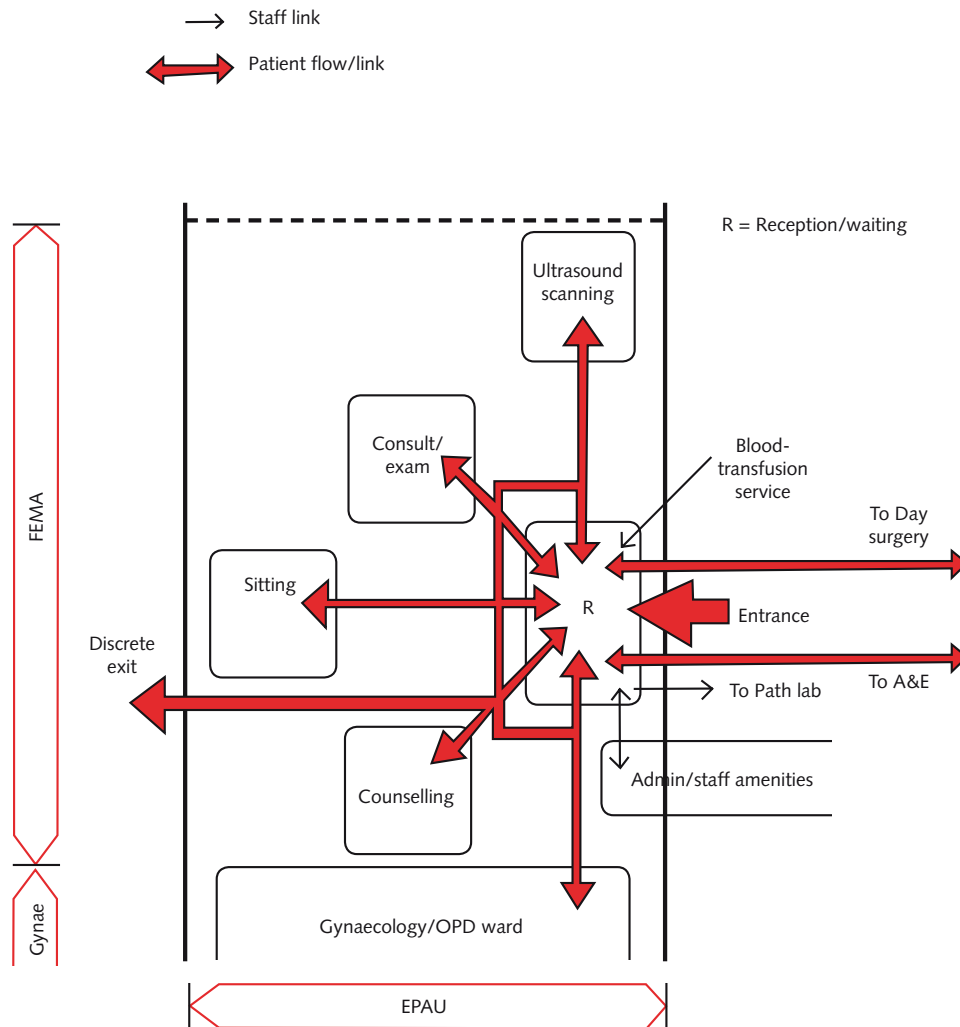 Staff link
Patient flow/link
R = Reception/waiting
Ultrasound
scanning
Consult/
exam
Blood-
transfusion
service
To Day
surgery
FEMA
Sitting
R
Entrance
Discrete
exit
To A&E
To Path lab
Admin/staff amenities
Counselling
Gynae
Gynaecology/OPD ward
EPAU